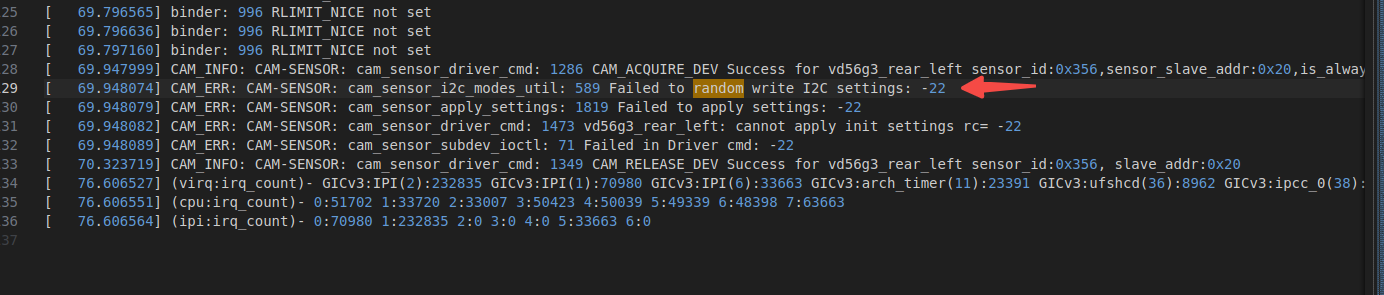 25 [ 69.796565] binder: 996 RLIMIT_NICE not set
26 [ 69.796636] binder: 996 RLIMIT_NICE not set
27 [ 69.797160] binder: 996 RLIMIT_NICE not set
28 [ 69.947999] CAM_INFO: CAM-SENSOR: cam_sensor_driver_cmd: 1286 CAM_ACQUIRE_DEV Success for vd56g3_rear_left sensor_id:0x356,sensor_slave_addr:0x20,is_alway
29 [ 69.948074] CAM_ERR: CAM-SENSOR: cam_sensor_i2c_modes_util: 589 Failed to random write I2C settings: -22
30 [ 69.948079] CAM_ERR: CAM-SENSOR: cam_sensor_apply_settings: 1819 Failed to apply settings: -22
31 [ 69.948082] CAM_ERR: CAM-SENSOR: cam_sensor_driver_cmd: 1473 vd56g3_rear_left: cannot apply init settings rc= -22
32 [ 69.948089] CAM_ERR: CAM-SENSOR: cam_sensor_subdev_ioctl: 71 Failed in Driver cmd: -22
33 [ 70.323719] CAM_INFO: CAM-SENSOR: cam_sensor_driver_cmd: 1349 CAM_RELEASE_DEV Success for vd56g3_rear_left sensor_id:0x356, slave_addr:0x20
34 [ 76.606527] (virq:irq_count)- GICv3:IPI(2):232835 GICv3:IPI(1):70980 GICv3:IPI(6):33663 GICv3:arch_timer(11):23391 GICv3:ufshcd(36):8962 GICv3:ipcc_0(38):
35 [ 76.606551] (cpu:irq_count)- 0:51702 1:33720 2:33007 3:50423 4:50039 5:49339 6:48398 7:63663
36 [ 76.606564] (ipi:irq_count)- 0:70980 1:232835 2:0 3:0 4:0 5:33663 6:0
37